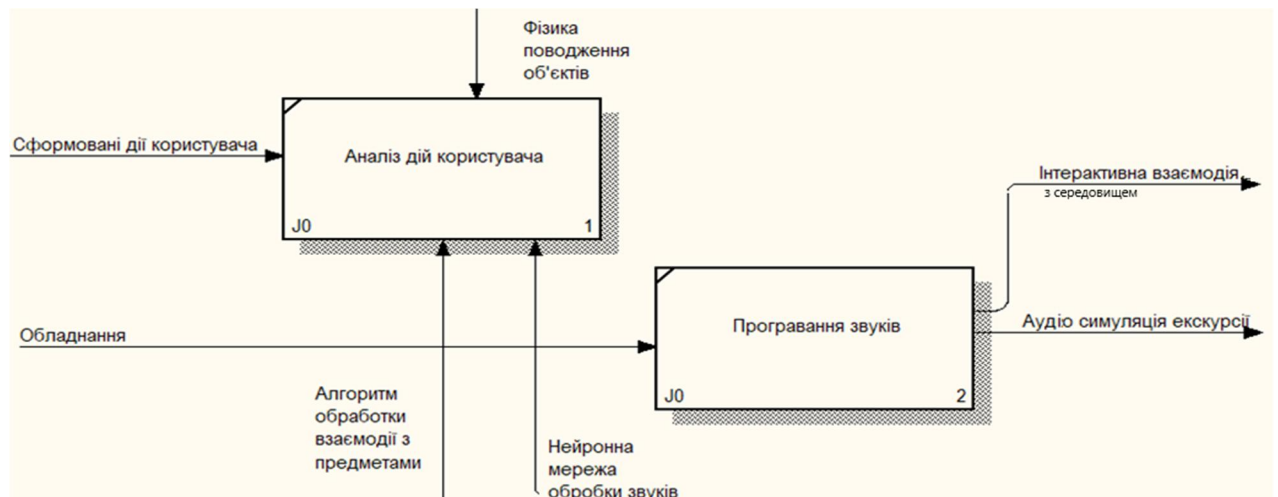 Фізика
поводження
об'єктів
Сформовані дії користувача
Аналіз дій користувача
J0
1
Інтерактивна взаємодія
з середовищем
Обладнання
Програвання звуків
Аудіо симуляція екскурсії
J0
2
Алгоритм
обработки
взаємодії з
предметами
Нейронна
мережа
обробки звуків